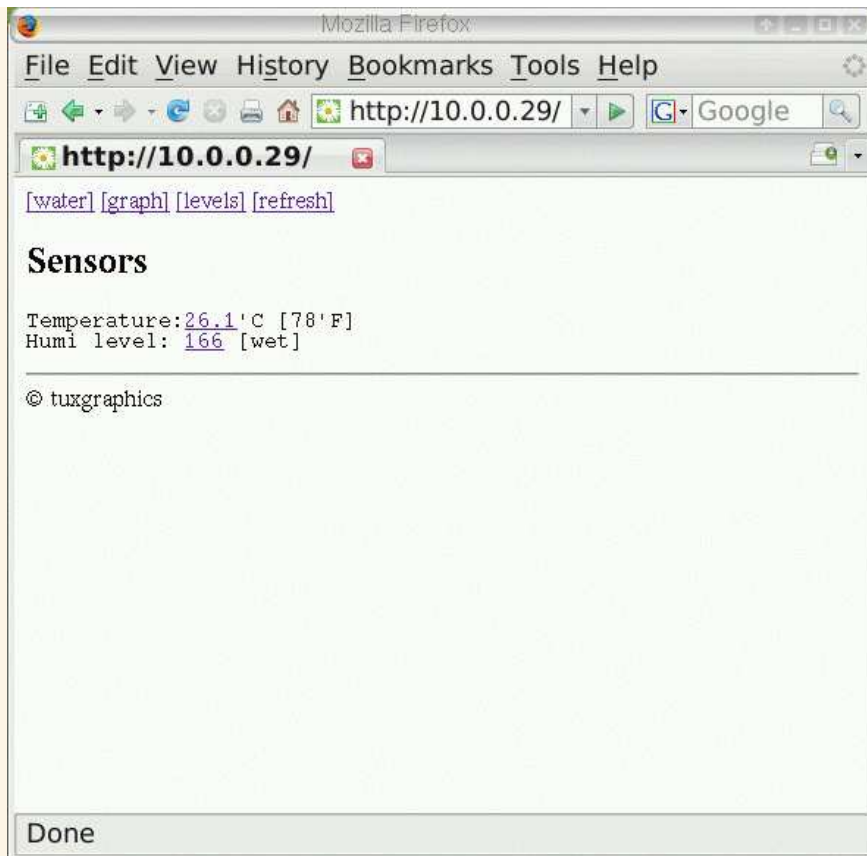 Mozilla Firefox
File Edit View History Bookmarks Tools Help
http://10.0.0.29/ G Google
http://10.0.0.29/
[water] [graph] [levels] [refresh]
Sensors
Temperature:26.1'C [78'F]
Humi level: 166 [wet]
© tuxgraphics
Done